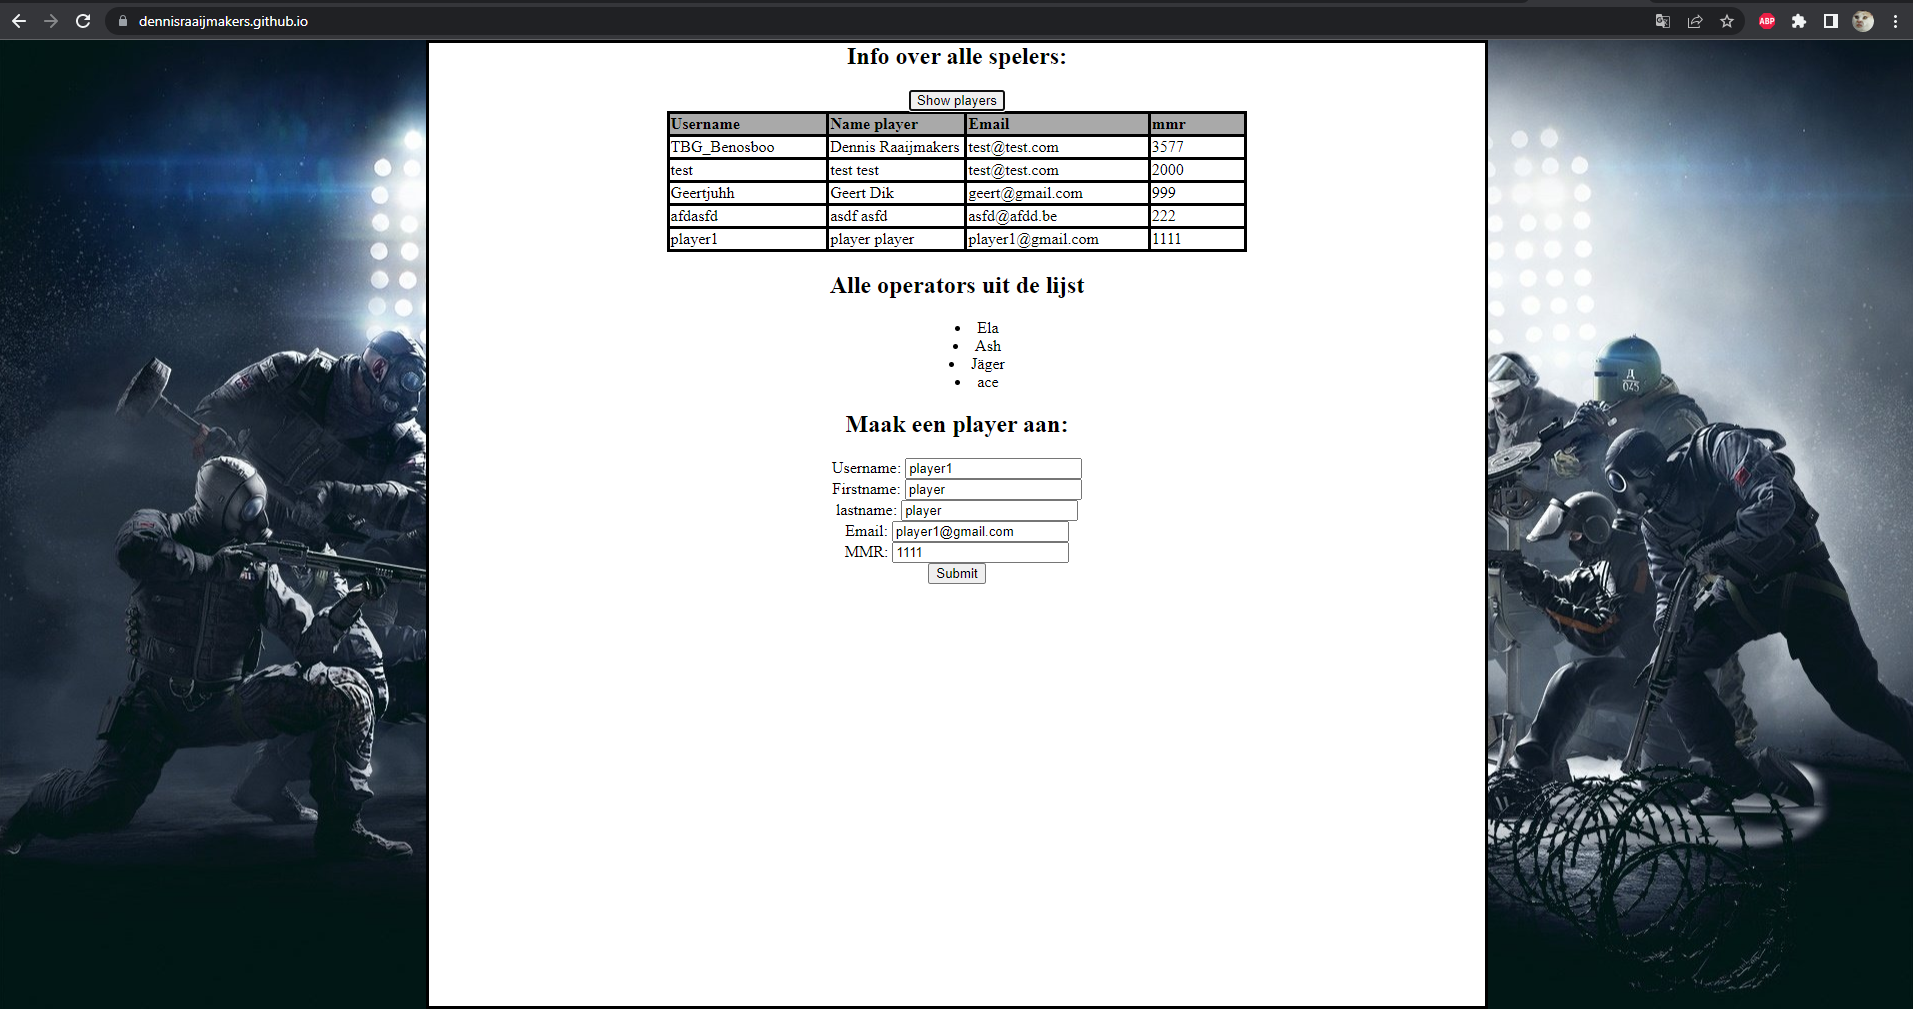 dennisraaijmakers.github.io
ABP
Info over alle spelers:
Show players
Username Name player Email mmr
TBG_Benosboo Dennis Raaijmakers test@test.com 3577
test test test test@test.com 2000
Geertjuhh Geert Dik geert@gmail.com 999
afdasfd asdf asfd asfd@afdd.be 222
player1 player player player1@gmail.com 1111
Alle operators uit de lijst
• Ela
• Ash
• Jäger
• ace
Maak een player aan:
Username: player1
Firstname: player
lastname: player
Email: player1@gmail.com
MMR: 1111
Submit
Д
045